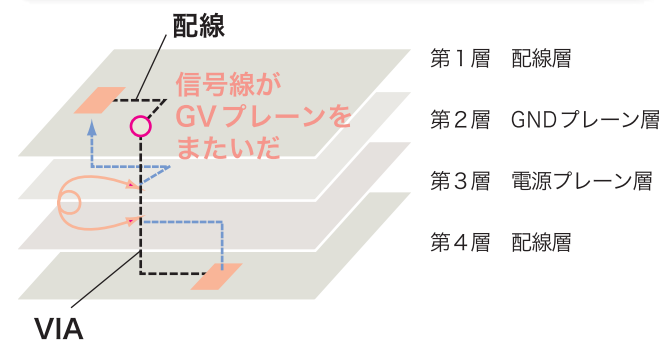 配線
信号線が
GVプレーンを
またいだ
第1層 配線層
第2層 GNDプレーン層
第3層 電源プレーン層
第4層 配線層
VIA